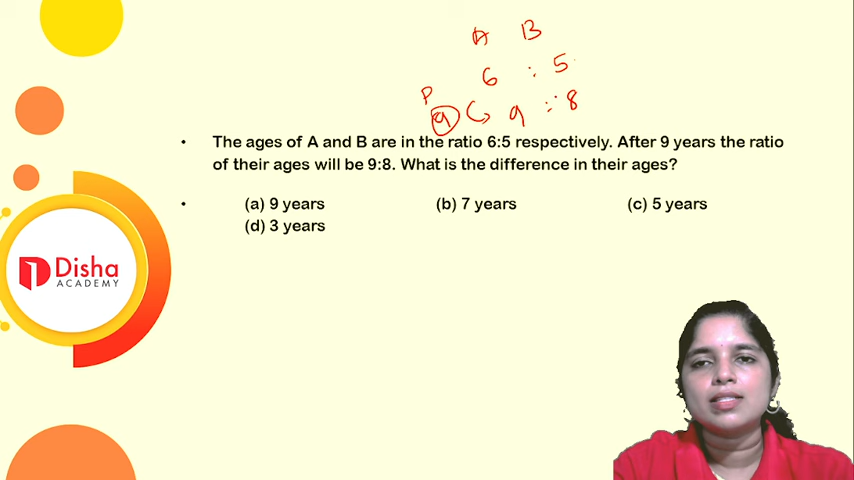 A B
6 : 5
P
9 9 : 8
• The ages of A and B are in the ratio 6:5 respectively. After 9 years the ratio
of their ages will be 9:8. What is the difference in their ages?
• (a) 9 years (b) 7 years (c) 5 years
(d) 3 years
Disha
ACADEMY